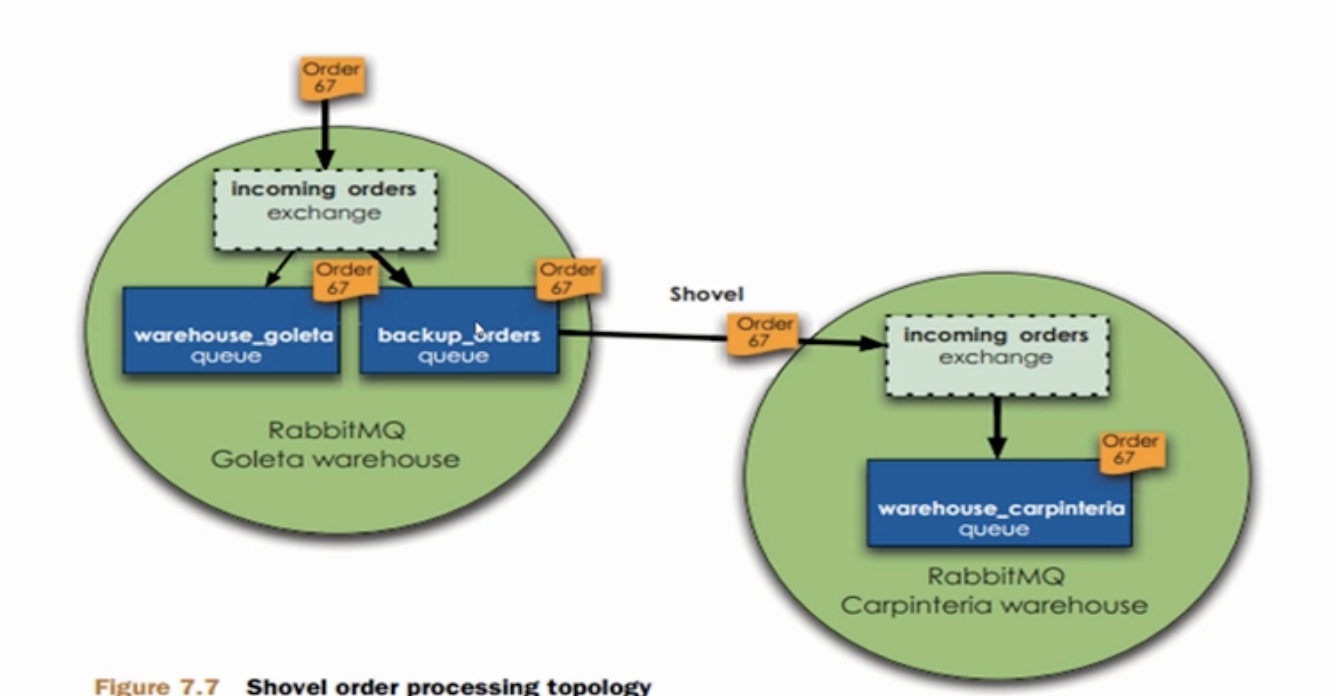 Order
67
incoming orders
exchange
Order
67
Order
67
warehouse_goleta
queue
backup_orders
queue
RabbitMQ
Goleta warehouse
Shovel
Order
67
incoming orders
exchange
Order
67
warehouse_carpinteria
queue
RabbitMQ
Carpinteria warehouse
Figure 7.7 Shovel order processing topology